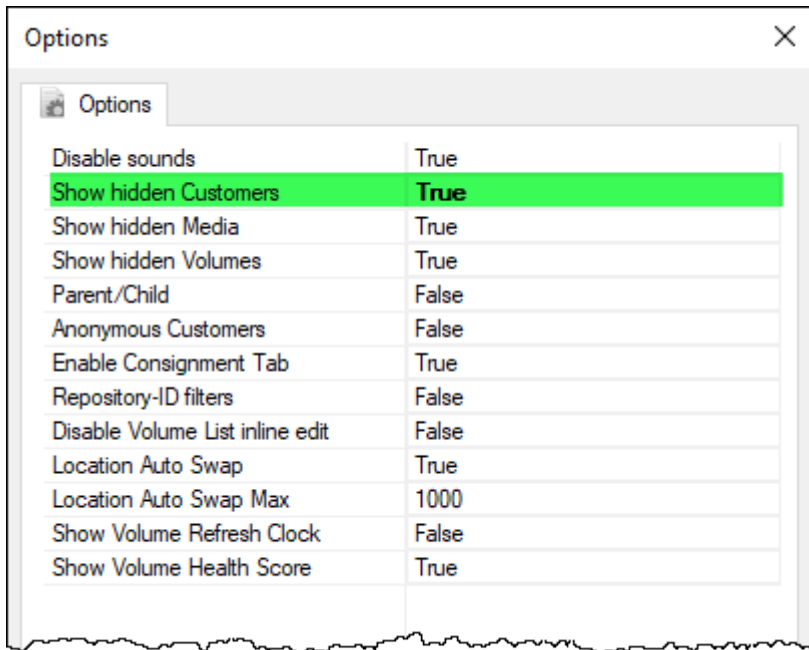 Options
Options
Disable sounds True
Show hidden Customers True
Show hidden Media True
Show hidden Volumes True
Parent/Child False
Anonymous Customers False
Enable Consignment Tab True
Repository-ID filters False
Disable Volume List inline edit False
Location Auto Swap True
Location Auto Swap Max 1000
Show Volume Refresh Clock False
Show Volume Health Score True